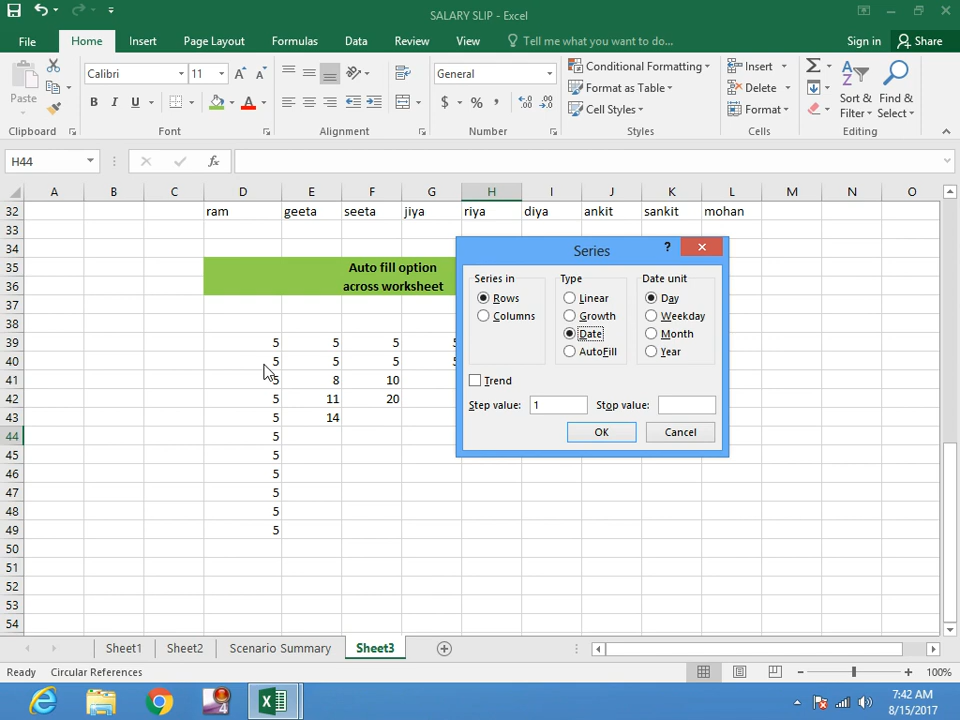 SALARY SLIP - Excel
File Home Insert Page Layout Formulas Data Review View Tell me what you want to do... Sign in Share
Paste
Calibri 11
B I U
General
$ % ,
Conditional Formatting
Format as Table
Cell Styles
Insert
Delete
Format
Sort & Filter
Find & Select
Clipboard Font Alignment Number Styles Cells Editing
H44 fx
A B C D E F G H I J K L M N O
32 ram geeta seeta jiya riya diya ankit sankit mohan
33
34
35 Auto fill option
36 across worksheet
37
38
39 5 5 5
40 5 5 5
41 5 8 10
42 5 11 20
43 5 14
44 5
45 5
46 5
47 5
48 5
49 5
50
51
52
53
54
Series ?
Series in Type Date unit
Rows Linear Day
Columns Growth Weekday
Date Month
AutoFill Year
Trend
Step value: 1 Stop value:
OK Cancel
Sheet1 Sheet2 Scenario Summary Sheet3
Ready Circular References 100%
7:42 AM
8/15/2017